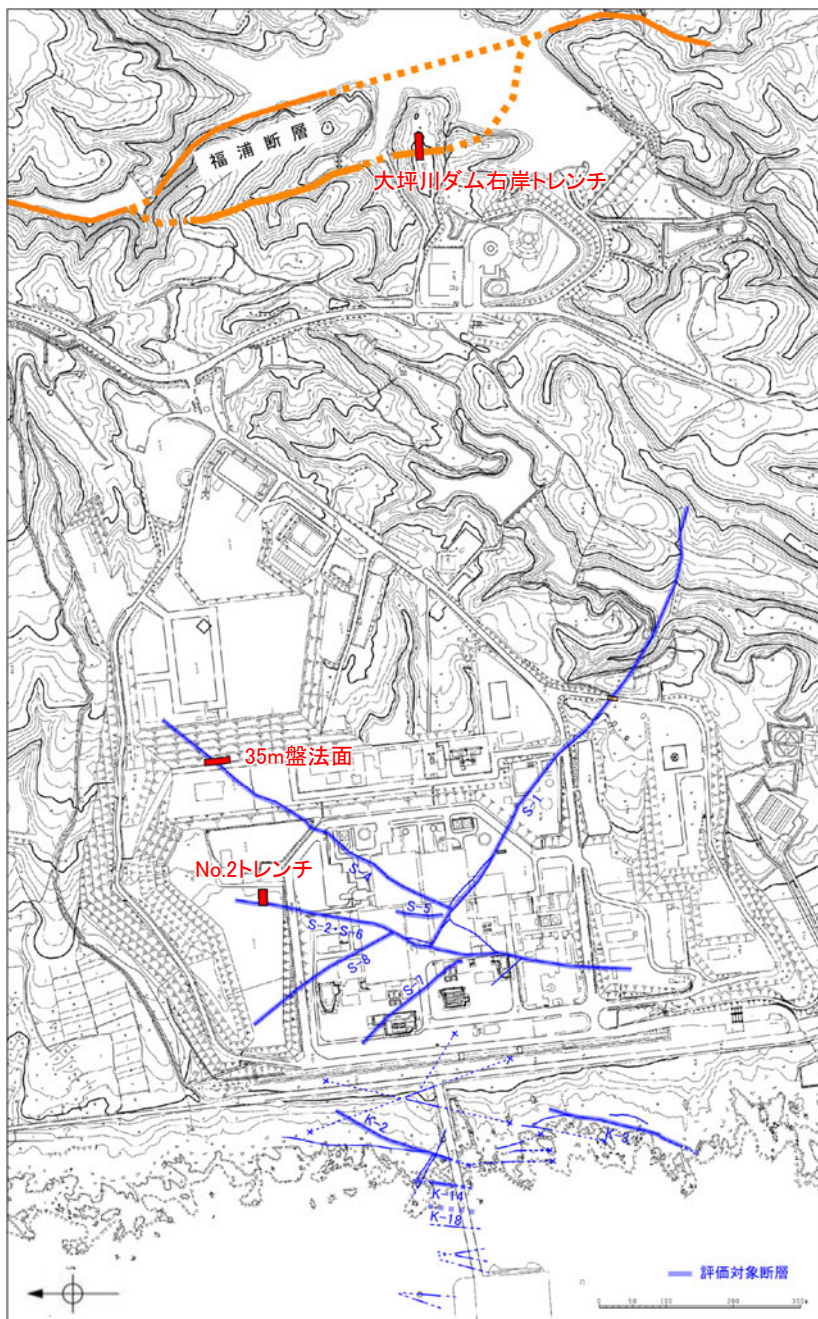 福浦断層
大坪川ダム右岸トレンチ
35m盤法面
S-1
No.2トレンチ
S-4
S-5
S-2・S-6
S-8
S-7
K-2
K-3
K-14
K-18
評価対象断層
0 100 200 300m